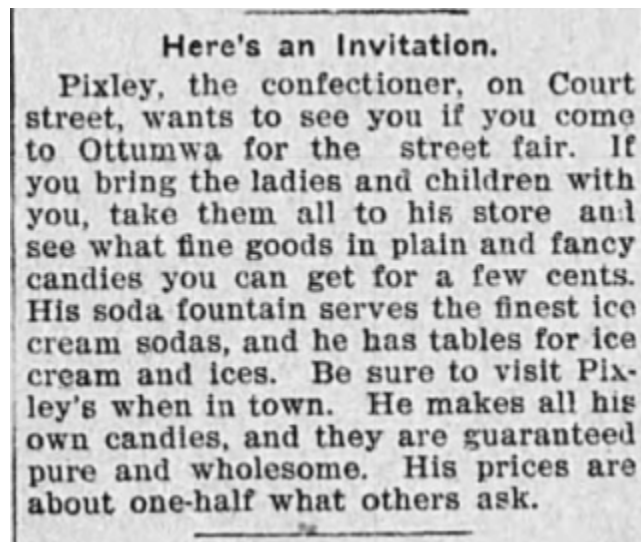 Here's an Invitation.
Pixley, the confectioner, on Court
street, wants to see you if you come
to Ottumwa for the street fair. If
you bring the ladies and children with
you, take them all to his store and
see what fine goods in plain and fancy
candies you can get for a few cents.
His soda fountain serves the finest ice
cream sodas, and he has tables for ice
cream and ices. Be sure to visit Pix-
ley's when in town. He makes all his
own candies, and they are guaranteed
pure and wholesome. His prices are
about one-half what others ask.